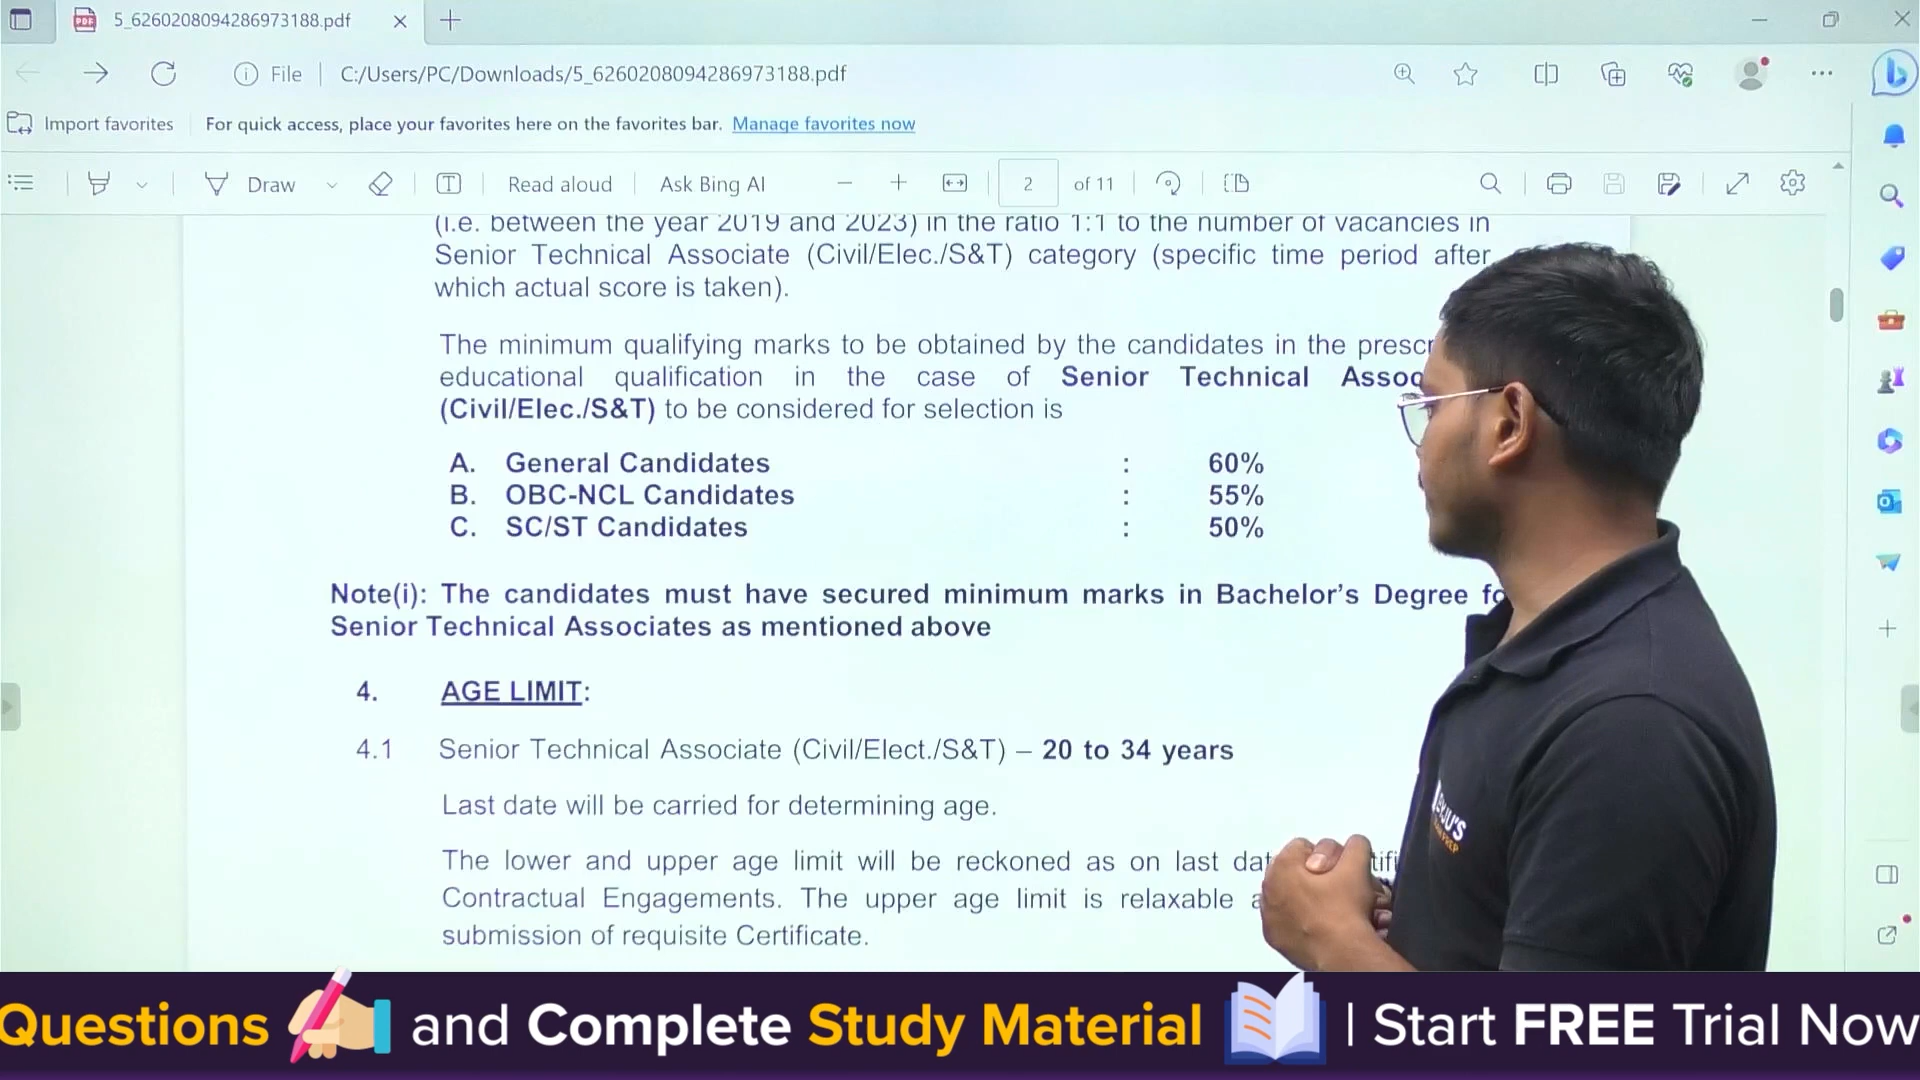 5_6260208094286973188.pdf
File | C:/Users/PC/Downloads/5_6260208094286973188.pdf
Import favorites For quick access, place your favorites here on the favorites bar. Manage favorites now
Draw Read aloud Ask Bing AI 2 of 11
(i.e. between the year 2019 and 2023) in the ratio 1:1 to the number of vacancies in
Senior Technical Associate (Civil/Elec./S&T) category (specific time period after
which actual score is taken).
The minimum qualifying marks to be obtained by the candidates in the prescr
educational qualification in the case of Senior Technical Assoc
(Civil/Elec./S&T) to be considered for selection is
A. General Candidates : 60%
B. OBC-NCL Candidates : 55%
C. SC/ST Candidates : 50%
Note(i): The candidates must have secured minimum marks in Bachelor's Degree fo
Senior Technical Associates as mentioned above
4. AGE LIMIT:
4.1 Senior Technical Associate (Civil/Elect./S&T) – 20 to 34 years
Last date will be carried for determining age.
The lower and upper age limit will be reckoned as on last dat tifi
Contractual Engagements. The upper age limit is relaxable a
submission of requisite Certificate.
BYJU'S
Questions and Complete Study Material | Start FREE Trial Now